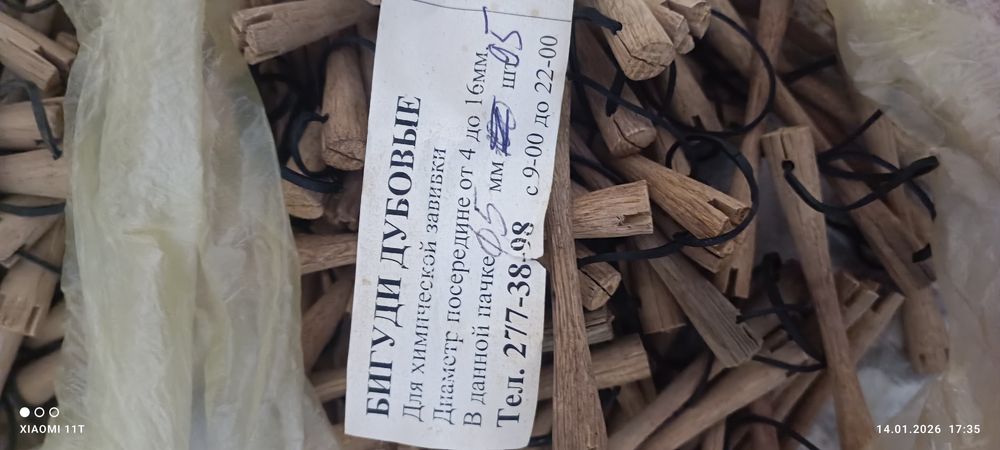 БИГУДИ ДУБОВЫЕ
Для химической завивки
Диаметр посередине от 4 до 16мм
В данной пачке 05 мм шт 95
Тел. 277-38-98 с 9-00 до 22-00
XIAOMI 11T
14.01.2026 17:35